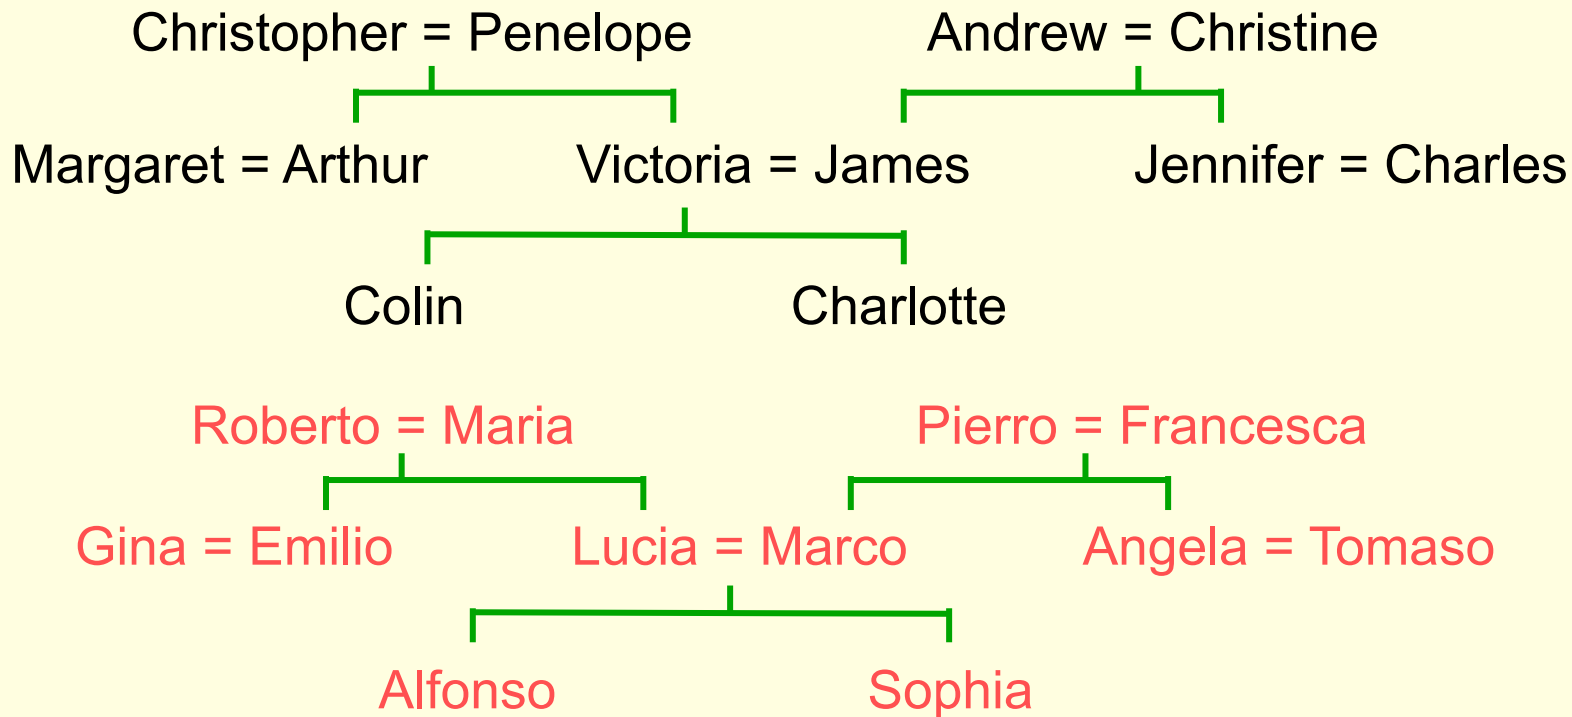 Christopher = Penelope Andrew = Christine
Margaret = Arthur Victoria = James Jennifer = Charles
Colin Charlotte
Roberto = Maria Pierro = Francesca
Gina = Emilio Lucia = Marco Angela = Tomaso
Alfonso Sophia